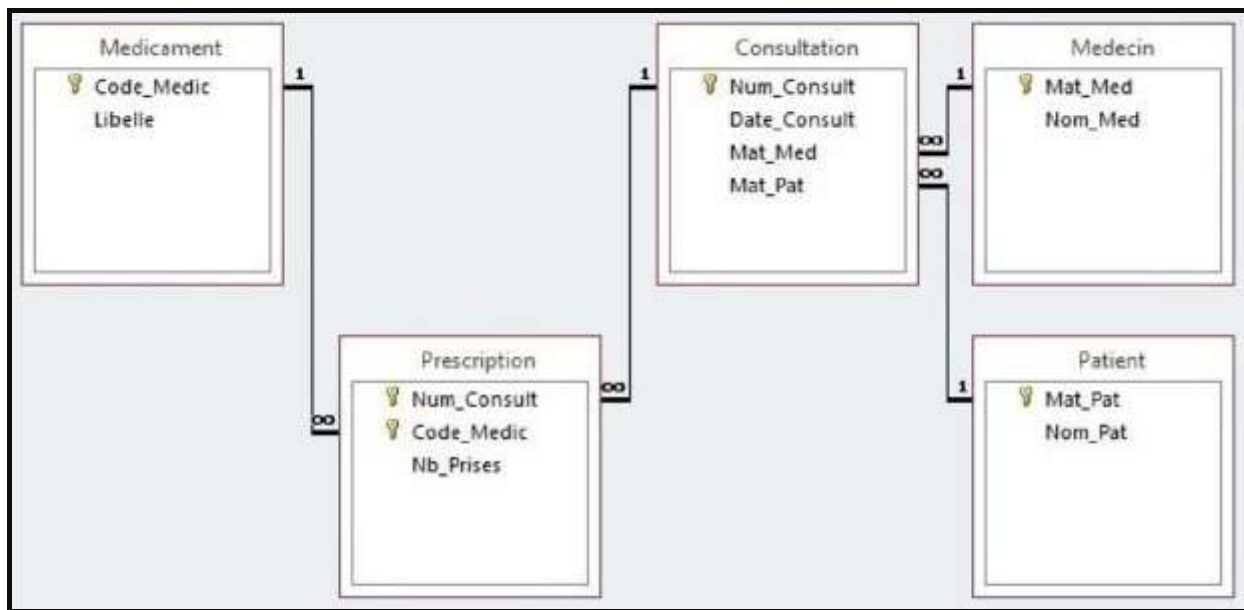 Medicament
Code_Medic
Libelle
1
∞
Prescription
Num_Consult
Code_Medic
Nb_Prises
∞
1
Consultation
Num_Consult
Date_Consult
Mat_Med
Mat_Pat
∞
∞
1
Medecin
Mat_Med
Nom_Med
1
Patient
Mat_Pat
Nom_Pat